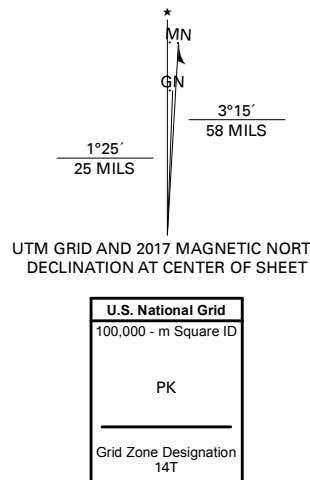 ★
MN
GN
3°15´
58 MILS
1°25´
25 MILS
UTM GRID AND 2017 MAGNETIC NORT
DECLINATION AT CENTER OF SHEET
U.S. National Grid
100,000 - m Square ID
PK
Grid Zone Designation
14T